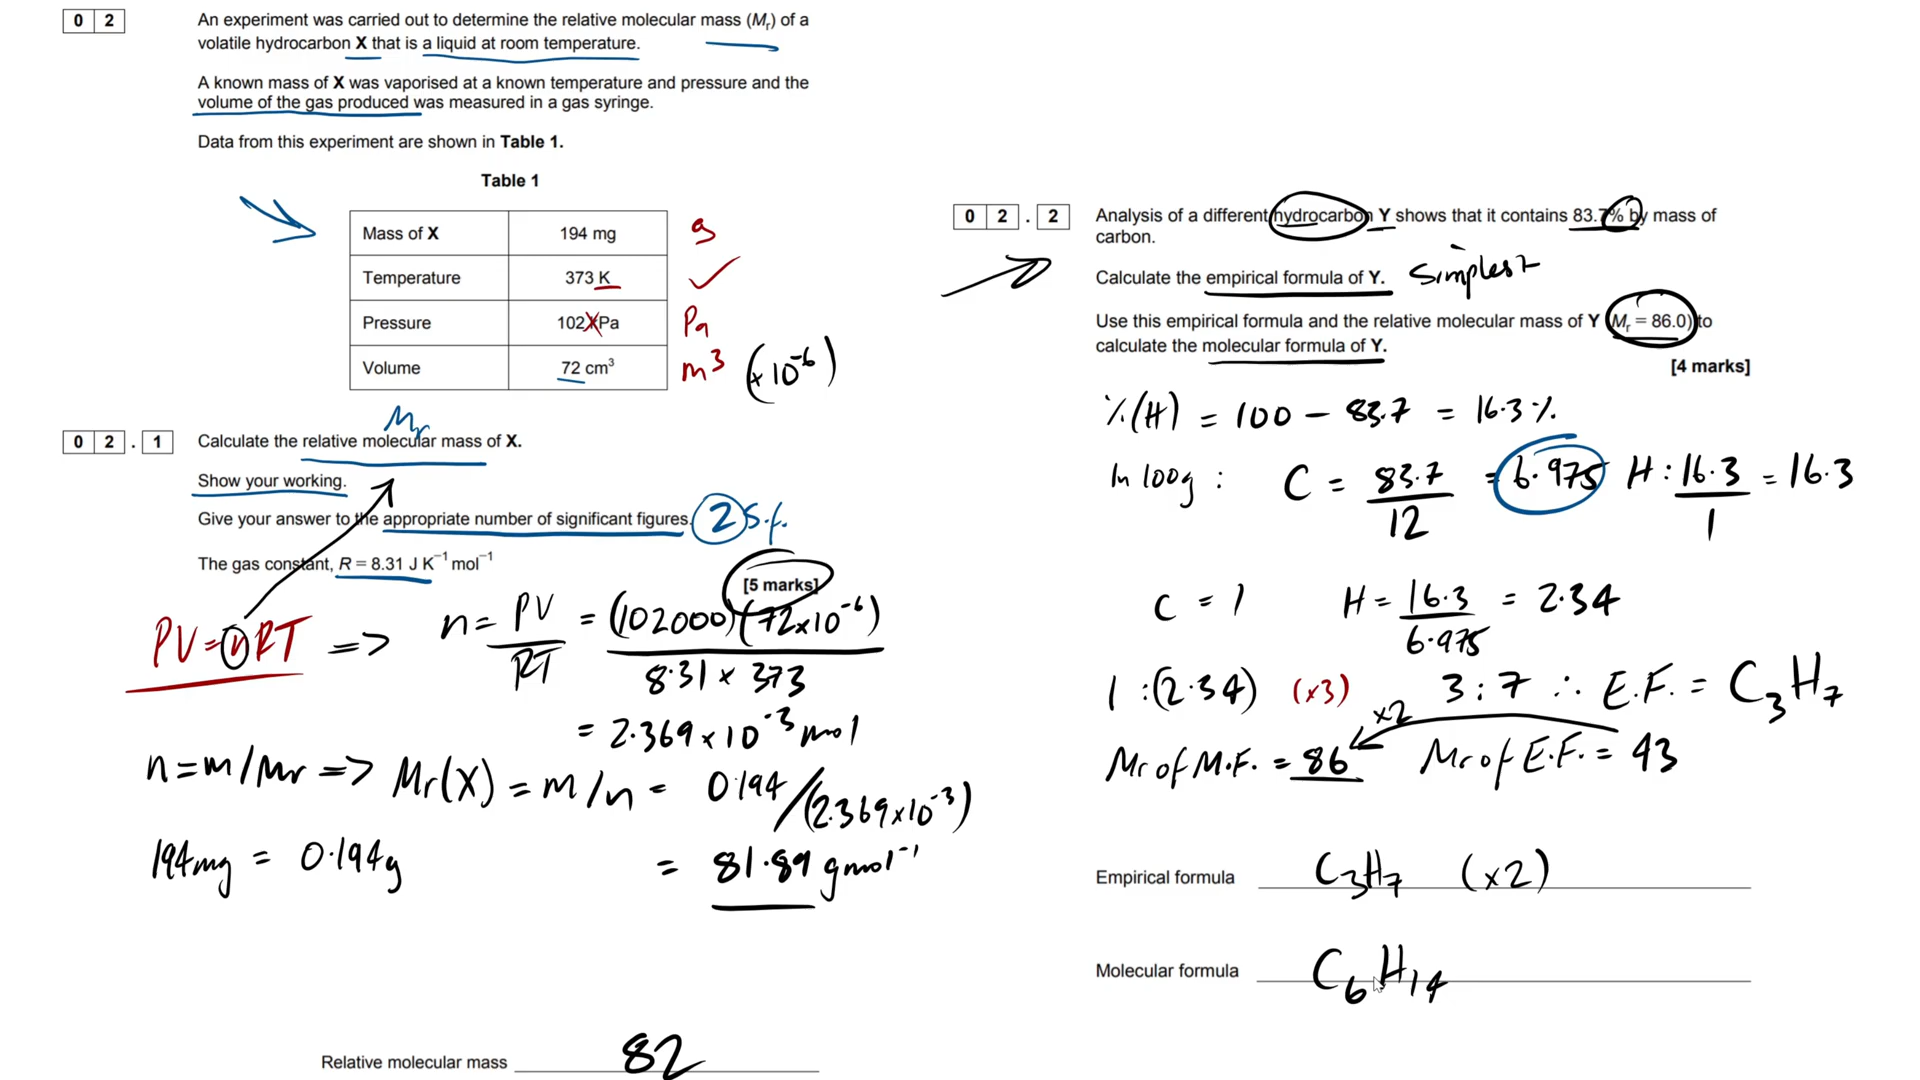 0 2 An experiment was carried out to determine the relative molecular mass (Mr) of a
volatile hydrocarbon X that is a liquid at room temperature.
A known mass of X was vaporised at a known temperature and pressure and the
volume of the gas produced was measured in a gas syringe.
Data from this experiment are shown in Table 1.
Table 1
Mass of X 194 mg g
Temperature 373 K ✓
Pressure 102 kPa Pa
Volume 72 cm³ m³ (×10⁻⁶)
Mr
0 2 . 1 Calculate the relative molecular mass of X.
Show your working.
Give your answer to the appropriate number of significant figures. 2 s.f.
The gas constant, R = 8.31 J K⁻¹ mol⁻¹
[5 marks]
PV=nRT => n= PV/RT = (102000)(72×10⁻⁶)/8.31×373
= 2.369×10⁻³ mol
n=m/Mr => Mr(X) = m/n = 0.194/(2.369×10⁻³)
194mg = 0.194g
= 81.89 gmol⁻¹
Relative molecular mass 82
0 2 . 2 Analysis of a different hydrocarbon Y shows that it contains 83.7% by mass of
carbon.
Calculate the empirical formula of Y. Simplest
Use this empirical formula and the relative molecular mass of Y (Mr = 86.0) to
calculate the molecular formula of Y.
[4 marks]
%(H) = 100 − 83.7 = 16.3%
In 100g : C = 83.7/12 = 6.975 H : 16.3/1 = 16.3
C = 1 H = 16.3/6.975 = 2.34
1 :(2.34) (×3) 3 : 7 ∴ E.F. = C₃H₇
×2
Mr of M.F. = 86 Mr of E.F. = 43
Empirical formula C₃H₇ (×2)
Molecular formula C₆H₁₄